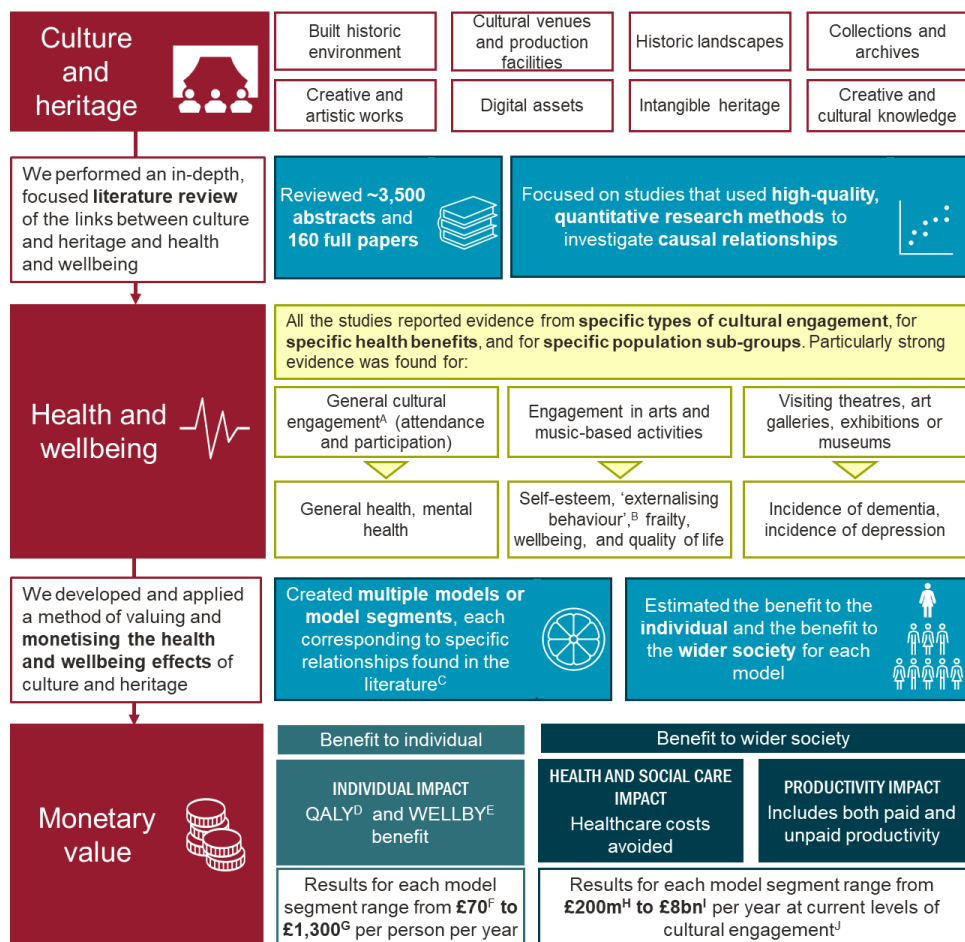 Culture
and
heritage
Built historic
environment
Cultural venues
and production
facilities
Historic landscapes
Collections and
archives
Creative and
artistic works
Digital assets
Intangible heritage
Creative and
cultural knowledge
We performed an in-depth,
focused literature review
of the links between culture
and heritage and health
and wellbeing
Reviewed ~3,500
abstracts and
160 full papers
Focused on studies that used high-quality,
quantitative research methods to
investigate causal relationships
Health and
wellbeing
All the studies reported evidence from specific types of cultural engagement, for
specific health benefits, and for specific population sub-groups. Particularly strong
evidence was found for:
General cultural
engagementᴬ (attendance
and participation)
Engagement in arts and
music-based activities
Visiting theatres, art
galleries, exhibitions or
museums
General health, mental
health
Self-esteem, ‘externalising
behaviour’,ᴮ frailty,
wellbeing, and quality of life
Incidence of dementia,
incidence of depression
We developed and applied
a method of valuing and
monetising the health
and wellbeing effects of
culture and heritage
Created multiple models or
model segments, each
corresponding to specific
relationships found in the
literatureC
Estimated the benefit to the
individual and the benefit to
the wider society for each
model
Monetary
value
Benefit to individual
INDIVIDUAL IMPACT
QALYᴰ and WELLBYᴱ
benefit
Results for each model
segment range from £70F to
£1,300ᴳ per person per year
Benefit to wider society
HEALTH AND SOCIAL CARE
IMPACT
Healthcare costs
avoided
PRODUCTIVITY IMPACT
Includes both paid and
unpaid productivity
Results for each model segment range from
£200mᴴ to £8bnᴵ per year at current levels of
cultural engagementᴶ